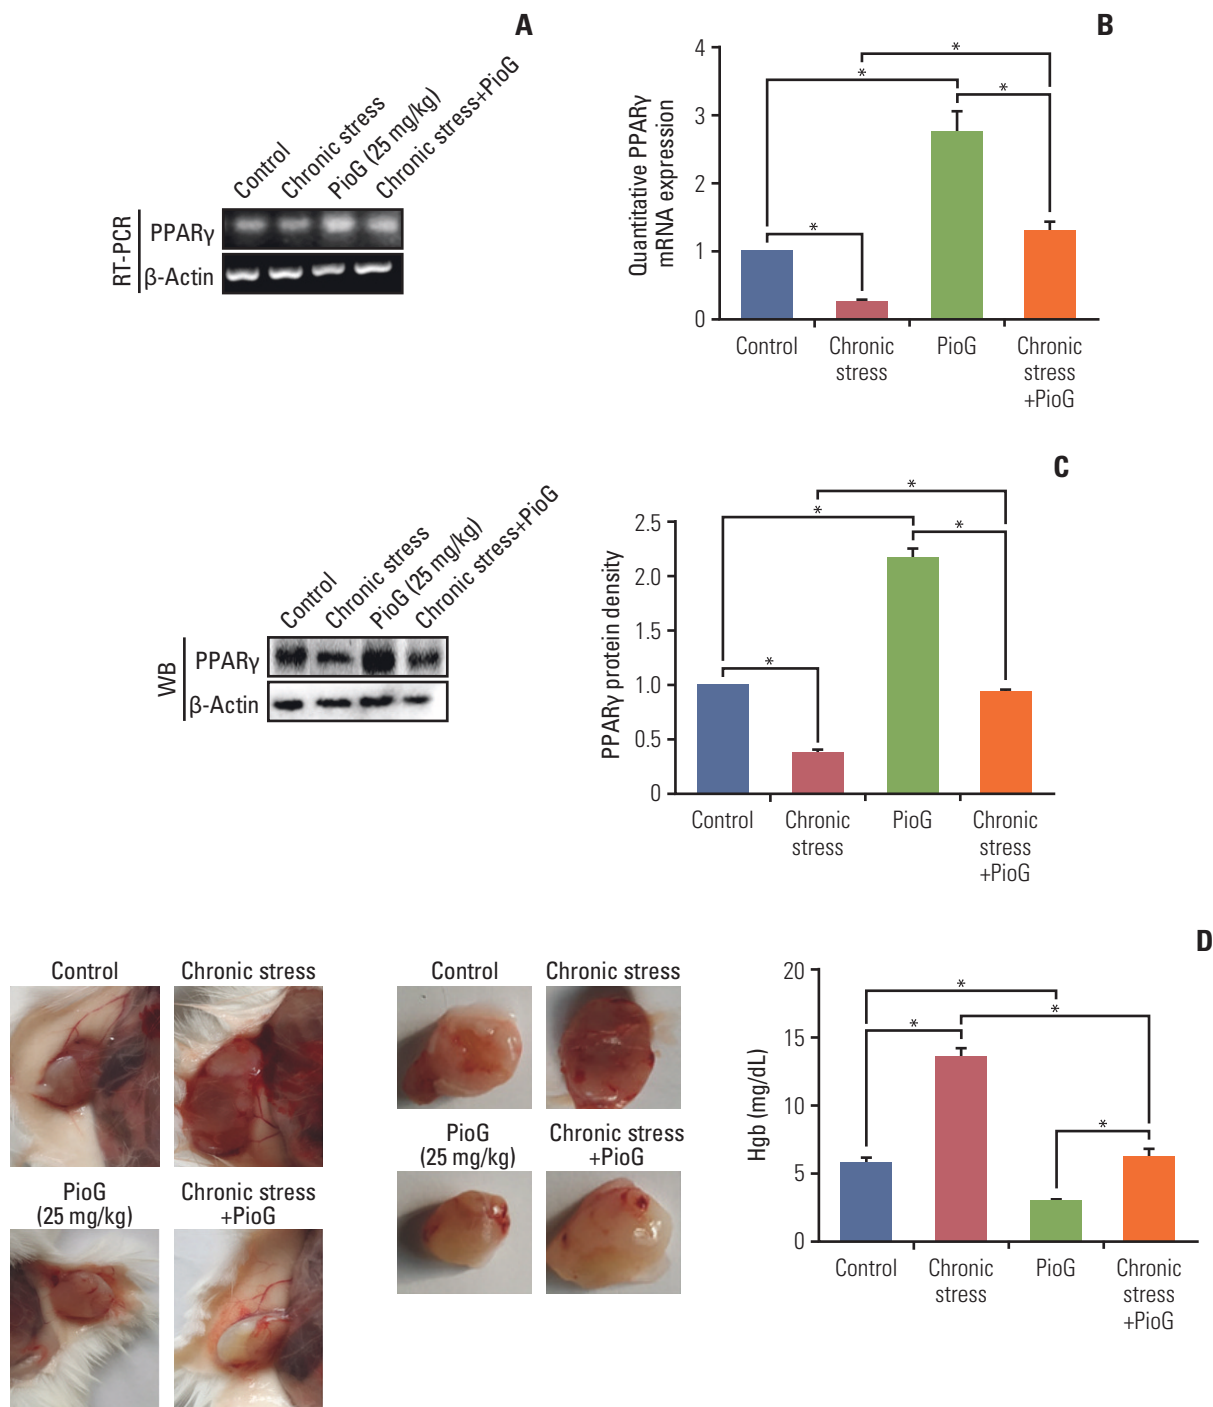 A
Control
Chronic stress
PioG (25 mg/kg)
Chronic stress+PioG
RT-PCR
PPARγ
β-Actin
B
Quantitative PPARγ
mRNA expression
4
3
2
1
0
*
*
*
*
Control
Chronic
stress
PioG
Chronic
stress
+PioG
Control
Chronic stress
PioG (25 mg/kg)
Chronic stress+PioG
WB
PPARγ
β-Actin
C
PPARγ protein density
2.5
2.0
1.5
1.0
0.5
0
*
*
*
*
Control
Chronic
stress
PioG
Chronic
stress
+PioG
Control
Chronic stress
PioG
(25 mg/kg)
Chronic stress
+PioG
Control
Chronic stress
PioG
(25 mg/kg)
Chronic stress
+PioG
D
Hgb (mg/dL)
20
15
10
5
0
*
*
*
*
Control
Chronic
stress
PioG
Chronic
stress
+PioG